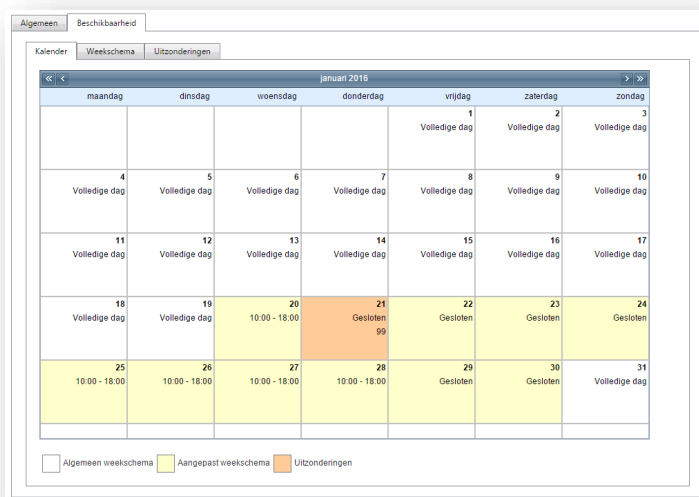 Algemeen Beschikbaarheid
Kalender Weekschema Uitzonderingen
« < januari 2016 > »
maandag dinsdag woensdag donderdag vrijdag zaterdag zondag
1 2 3
Volledige dag Volledige dag Volledige dag
4 5 6 7 8 9 10
Volledige dag Volledige dag Volledige dag Volledige dag Volledige dag Volledige dag Volledige dag
11 12 13 14 15 16 17
Volledige dag Volledige dag Volledige dag Volledige dag Volledige dag Volledige dag Volledige dag
18 19 20 21 22 23 24
Volledige dag Volledige dag 10:00 - 18:00 Gesloten Gesloten Gesloten Gesloten
99
25 26 27 28 29 30 31
10:00 - 18:00 10:00 - 18:00 10:00 - 18:00 10:00 - 18:00 Gesloten Gesloten Volledige dag
Algemeen weekschema Aangepast weekschema Uitzonderingen